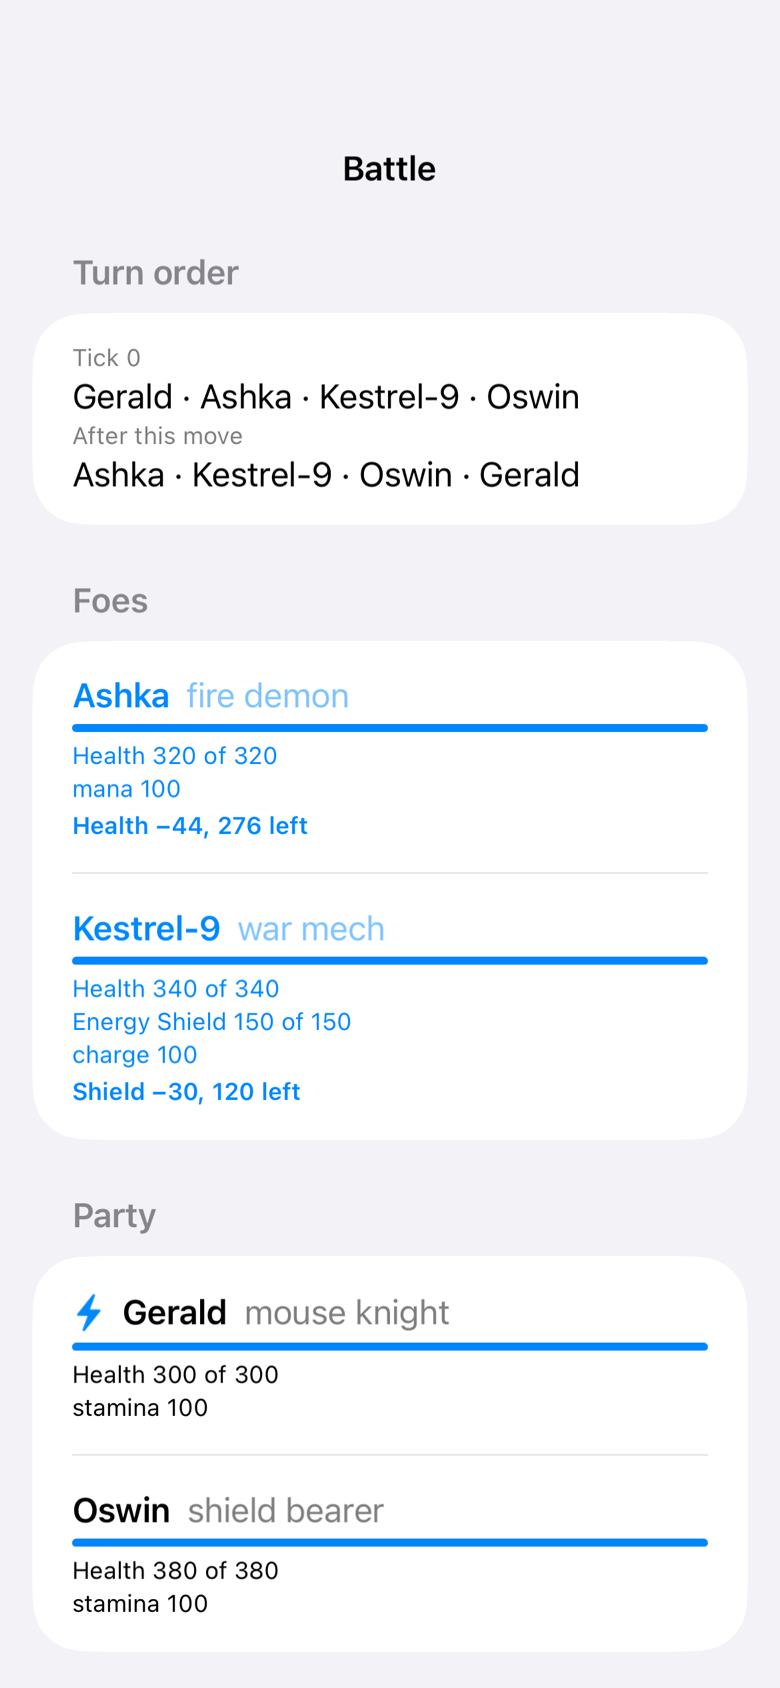 Battle
Turn order
Tick 0
Gerald · Ashka · Kestrel-9 · Oswin
After this move
Ashka · Kestrel-9 · Oswin · Gerald
Foes
Ashka fire demon
Health 320 of 320
mana 100
Health −44, 276 left
Kestrel-9 war mech
Health 340 of 340
Energy Shield 150 of 150
charge 100
Shield −30, 120 left
Party
Gerald mouse knight
Health 300 of 300
stamina 100
Oswin shield bearer
Health 380 of 380
stamina 100